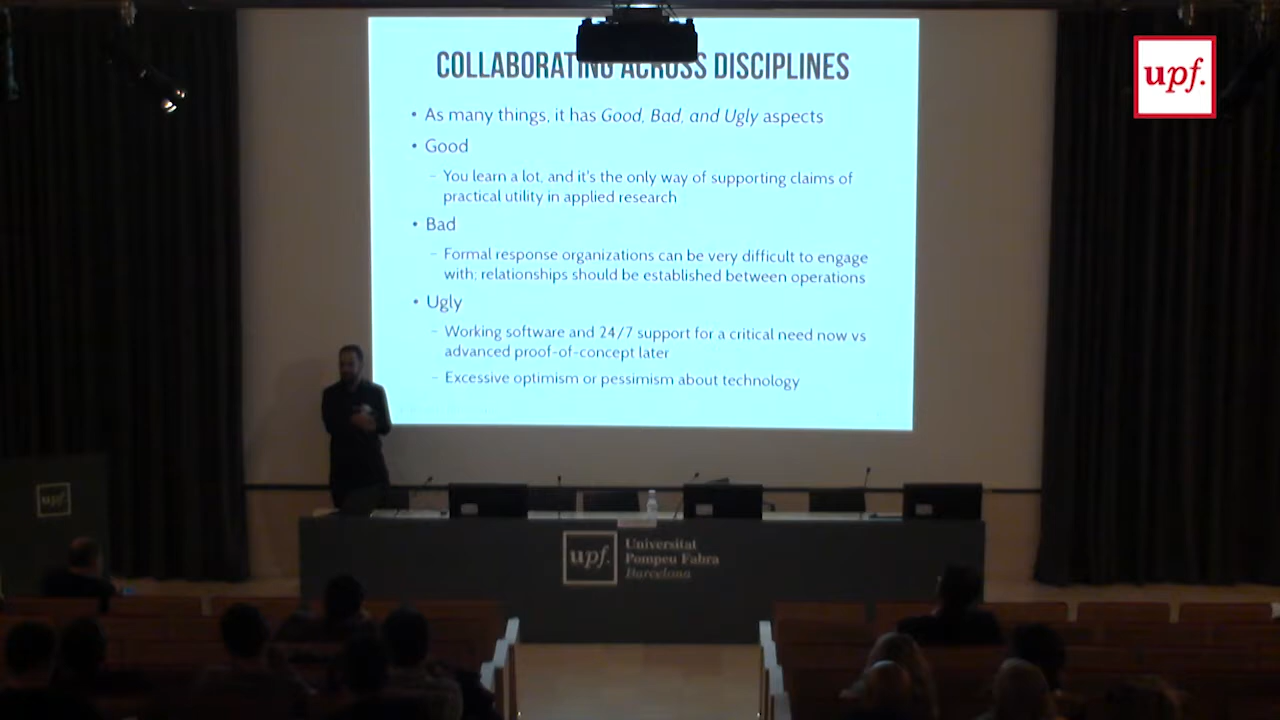 COLLABORATING ACROSS DISCIPLINES
• As many things, it has Good, Bad, and Ugly aspects
• Good
– You learn a lot, and it's the only way of supporting claims of
practical utility in applied research
• Bad
– Formal response organizations can be very difficult to engage
with; relationships should be established between operations
• Ugly
– Working software and 24/7 support for a critical need now vs
advanced proof-of-concept later
– Excessive optimism or pessimism about technology
upf.
upf.
upf.
Universitat
Pompeu Fabra
Barcelona